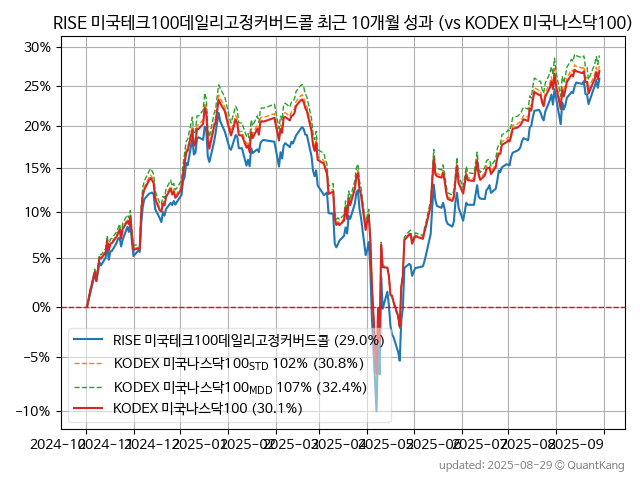 RISE 미국테크100데일리고정커버드콜 최근 10개월 성과 (vs KODEX 미국나스닥100)
30%
25%
20%
15%
10%
5%
0%
−5%
−10%
RISE 미국테크100데일리고정커버드콜 (29.0%)
KODEX 미국나스닥100STD 102% (30.8%)
KODEX 미국나스닥100MDD 107% (32.4%)
KODEX 미국나스닥100 (30.1%)
2024-10 2024-11 2024-12 2025-01 2025-02 2025-03 2025-04 2025-05 2025-06 2025-07 2025-08 2025-09
updated: 2025-08-29 © QuantKang